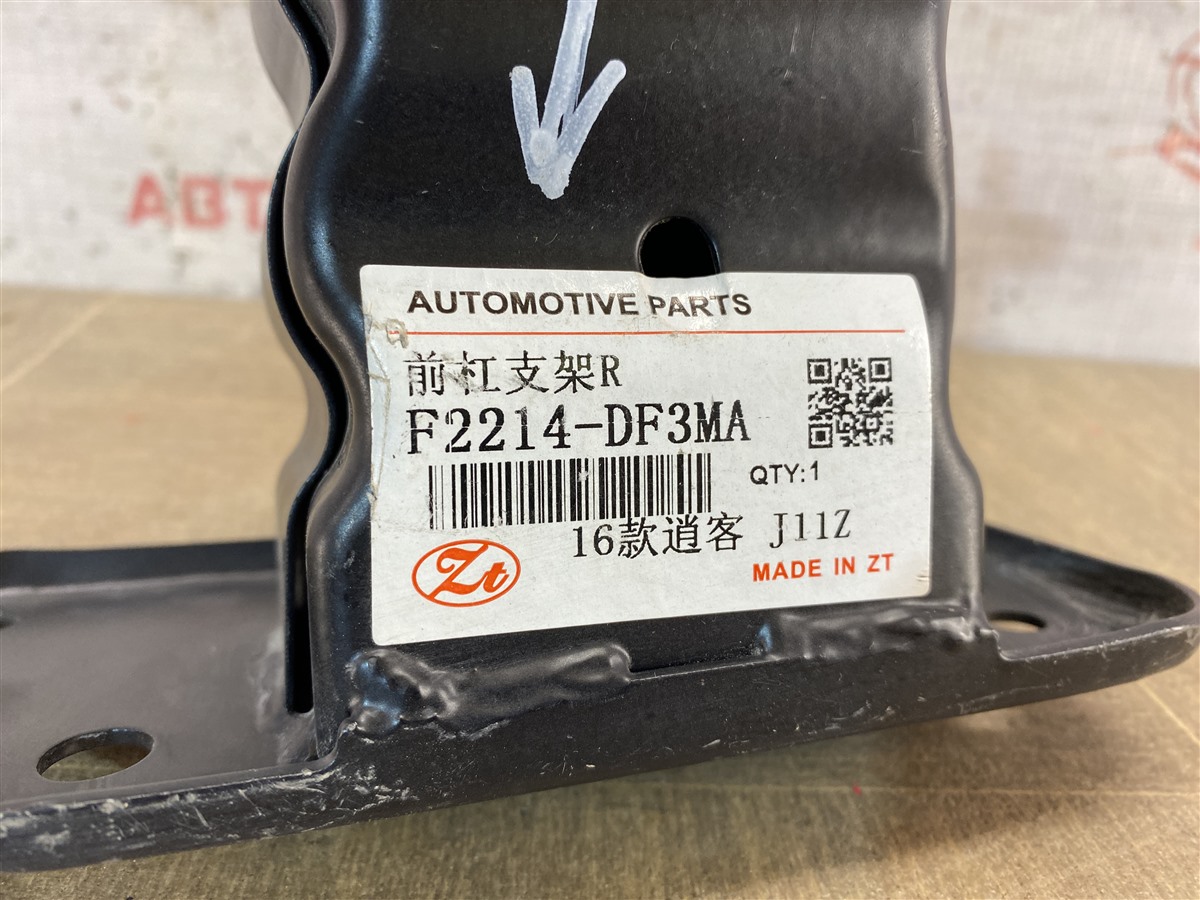 АВТ
AUTOMOTIVE PARTS
前杠支架R
F2214-DF3MA
QTY:1
16款逍客 J11Z
Zt
MADE IN ZT